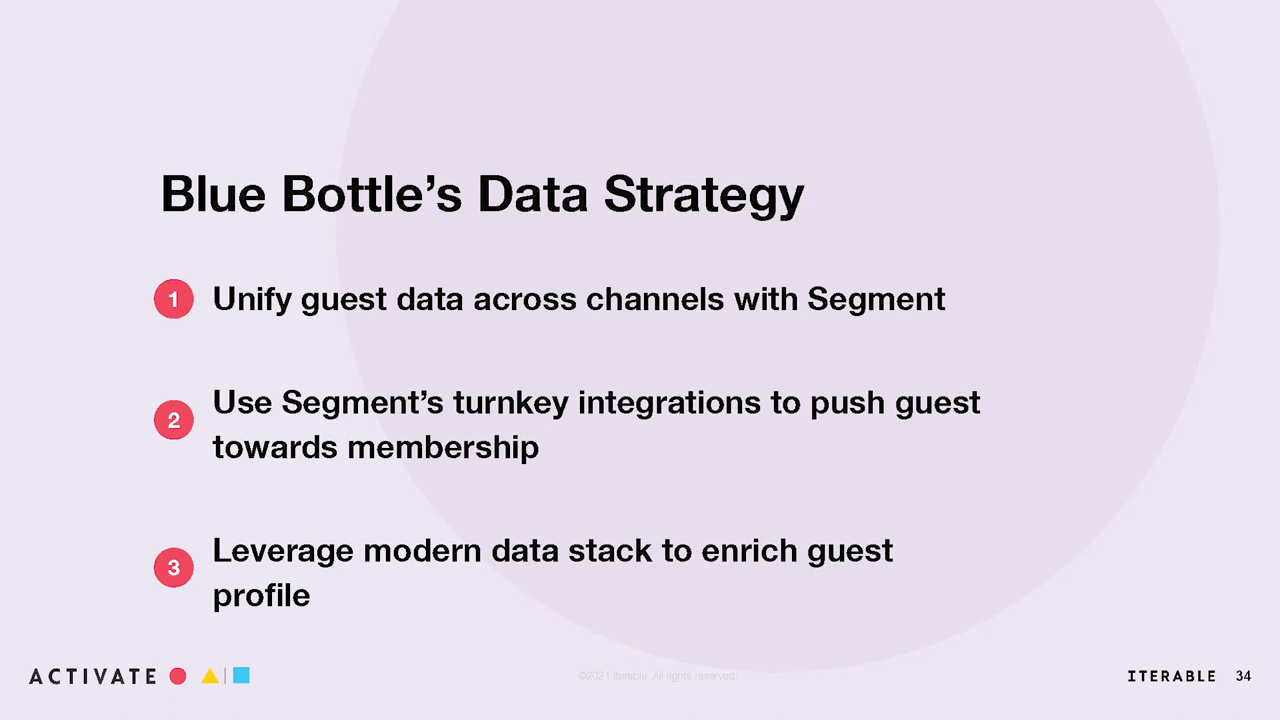 Blue Bottle’s Data Strategy
1 Unify guest data across channels with Segment
2 Use Segment’s turnkey integrations to push guest
towards membership
3 Leverage modern data stack to enrich guest
profile
ACTIVATE
©2021 Iterable. All rights reserved.
ITERABLE 34